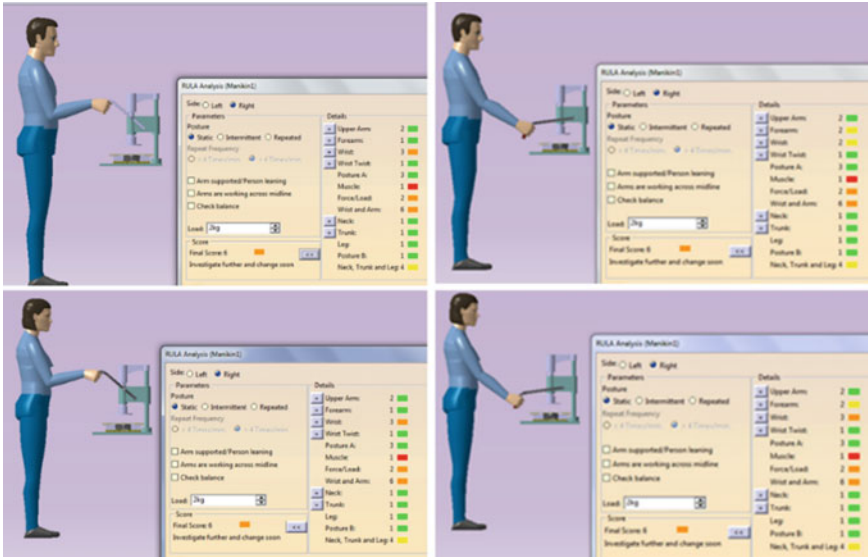 RULA Analysis (Manikin1)
Side: Left Right
Parameters
Posture
Static Intermittent Repeated
Repeat Frequency
Arm supported/Person leaning
Arms are working across midline
Check balance
Load: 2kg
Score
Final Score: 6 <<
Investigate further and change soon
Details
Upper Arm: 2
Forearm: 1
Wrist: 3
Wrist Twist: 1
Posture A: 3
Muscle: 1
Force/Load: 2
Wrist and Arm: 6
Neck: 1
Trunk: 1
Leg: 1
Posture B: 1
Neck, Trunk and Leg: 4
RULA Analysis (Manikin1)
Side: Left Right
Parameters
Posture
Static Intermittent Repeated
Repeat Frequency
Arm supported/Person leaning
Arms are working across midline
Check balance
Load: 2kg
Score
Final Score: 6 <<
Investigate further and change soon
Details
Upper Arm: 2
Forearm: 2
Wrist: 2
Wrist Twist: 1
Posture A: 3
Muscle: 1
Force/Load: 2
Wrist and Arm: 6
Neck: 1
Trunk: 1
Leg: 1
Posture B: 1
Neck, Trunk and Leg: 4
RULA Analysis (Manikin1)
Side: Left Right
Parameters
Posture
Static Intermittent Repeated
Repeat Frequency
Arm supported/Person leaning
Arms are working across midline
Check balance
Load: 2kg
Score
Final Score: 6 <<
Investigate further and change soon
Details
Upper Arm: 2
Forearm: 1
Wrist: 3
Wrist Twist: 1
Posture A: 3
Muscle: 1
Force/Load: 2
Wrist and Arm: 6
Neck: 1
Trunk: 1
Leg: 1
Posture B: 1
Neck, Trunk and Leg: 4
RULA Analysis (Manikin1)
Side: Left Right
Parameters
Posture
Static Intermittent Repeated
Repeat Frequency
Arm supported/Person leaning
Arms are working across midline
Check balance
Load: 2kg
Score
Final Score: 6 <<
Investigate further and change soon
Details
Upper Arm: 2
Forearm: 2
Wrist: 3
Wrist Twist: 1
Posture A: 3
Muscle: 1
Force/Load: 2
Wrist and Arm: 6
Neck: 1
Trunk: 1
Leg: 1
Posture B: 1
Neck, Trunk and Leg: 4